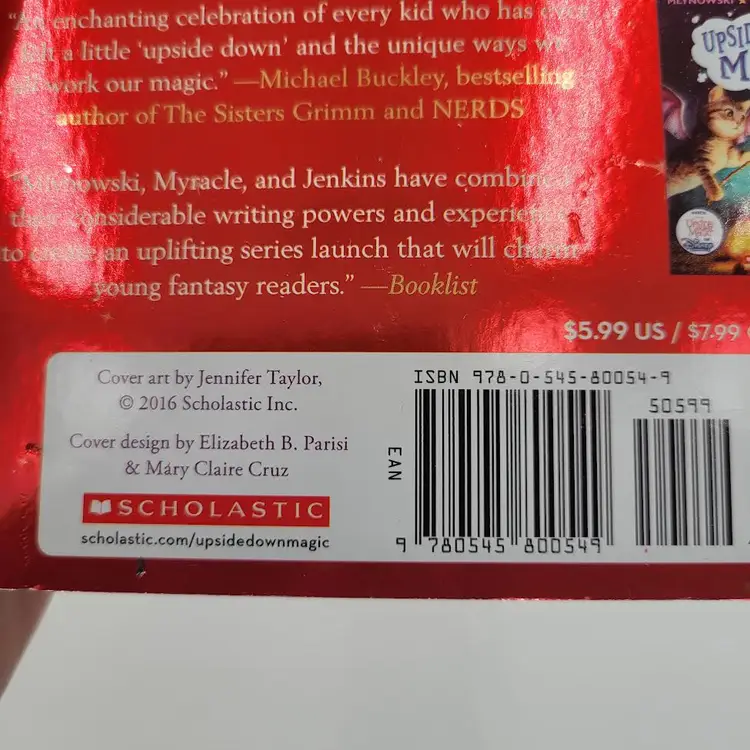 MLYNOWSKI
"An enchanting celebration of every kid who has ever
felt a little 'upside down' and the unique ways we
all work our magic." —Michael Buckley, bestselling
author of The Sisters Grimm and NERDS
"Mlynowski, Myracle, and Jenkins have combined
their considerable writing powers and experience
to create an uplifting series launch that will charm
young fantasy readers." —Booklist
$5.99 US / $7.99
Cover art by Jennifer Taylor,
© 2016 Scholastic Inc.
Cover design by Elizabeth B. Parisi
& Mary Claire Cruz
SCHOLASTIC
scholastic.com/upsidedownmagic
ISBN 978-0-545-80054-9
50599
EAN
9 780545 800549